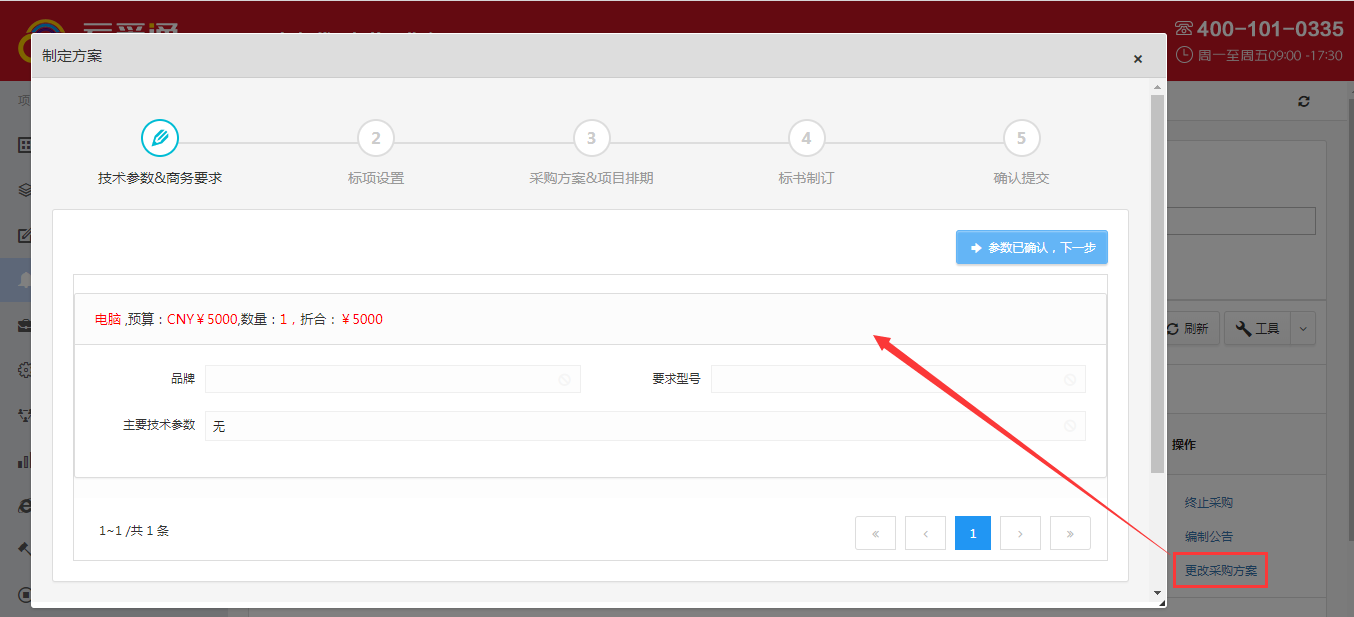 400-101-0335
周一至周五09:00 -17:30
制定方案
×
2
3
4
5
技术参数&商务要求
标项设置
采购方案&项目排期
标书制订
确认提交
参数已确认，下一步
电脑 ,预算：CNY￥5000,数量：1，折合：￥5000
刷新
工具
品牌
要求型号
主要技术参数
无
操作
终止采购
编制公告
更改采购方案
1~1 /共 1 条
«
‹
1
›
»